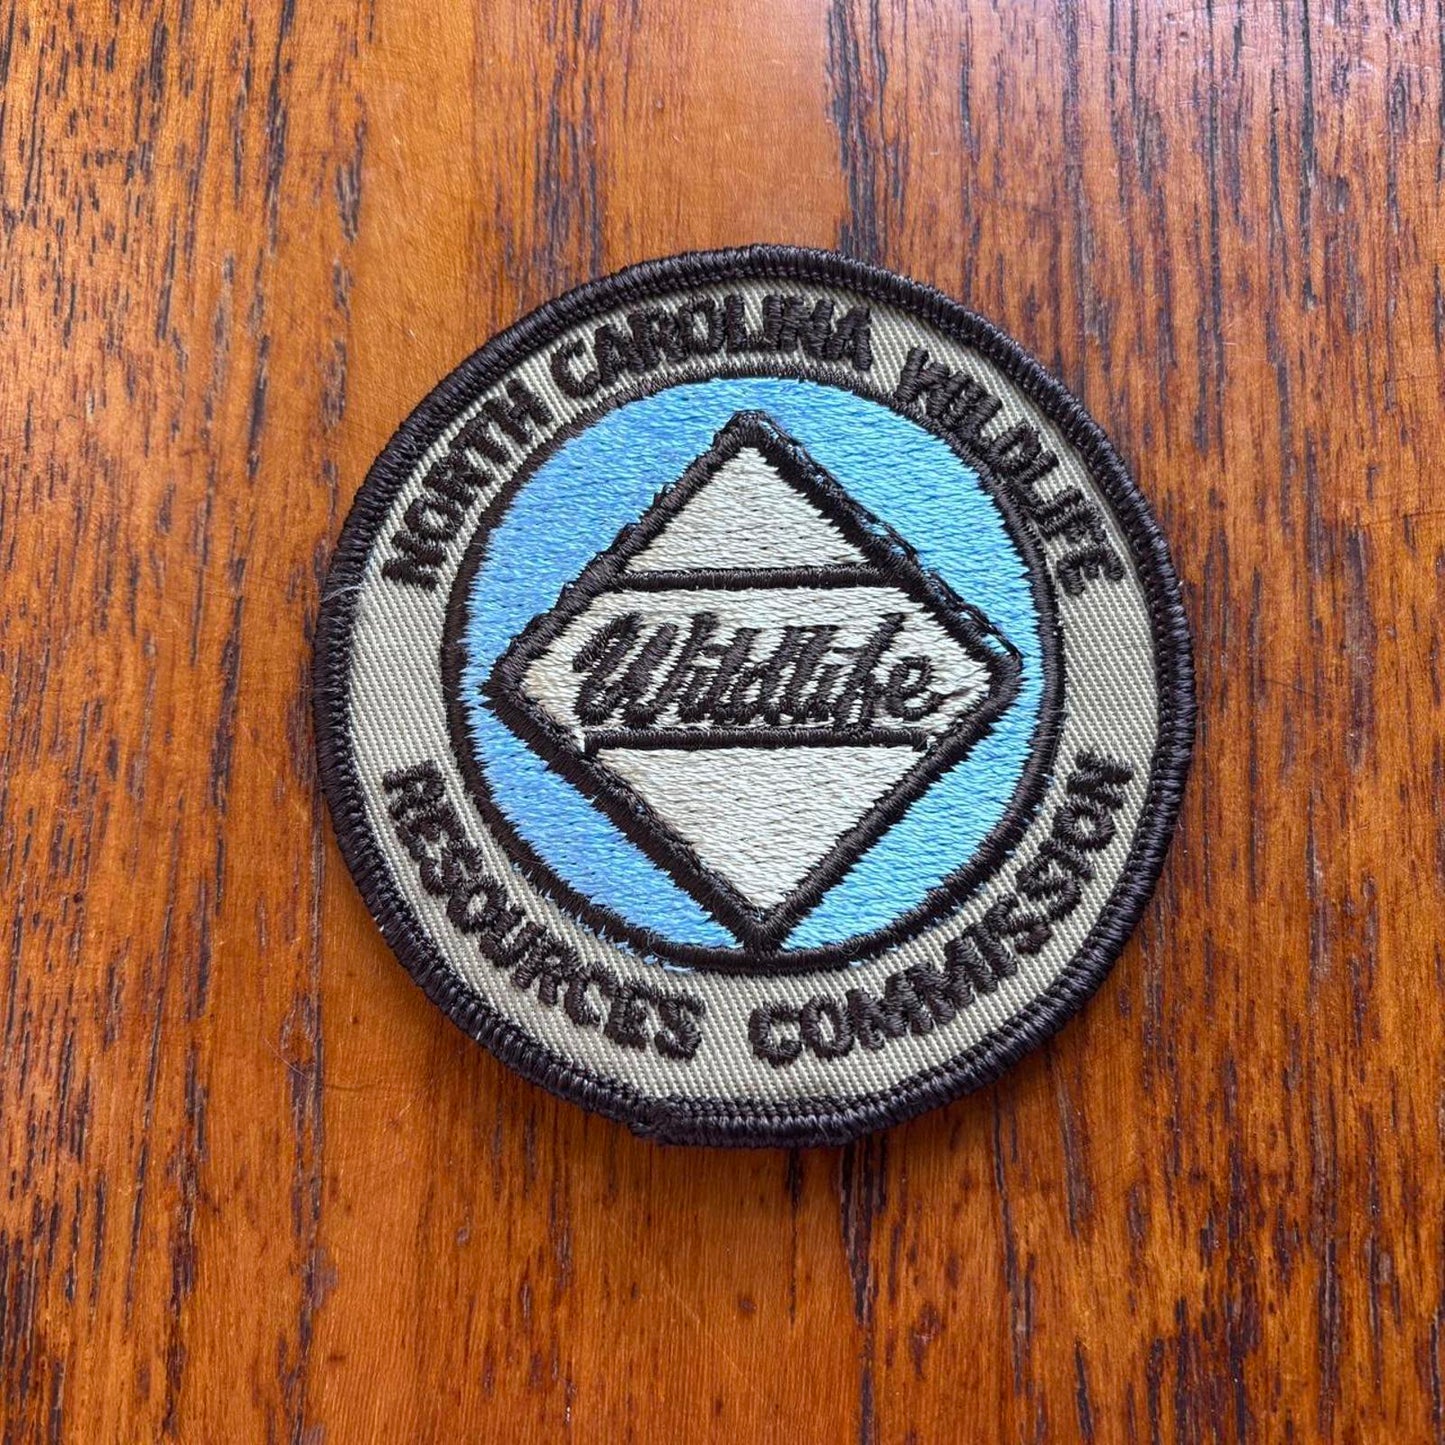 NORTH CAROLINA WILDLIFE
Wildlife
RESOURCES COMMISSION